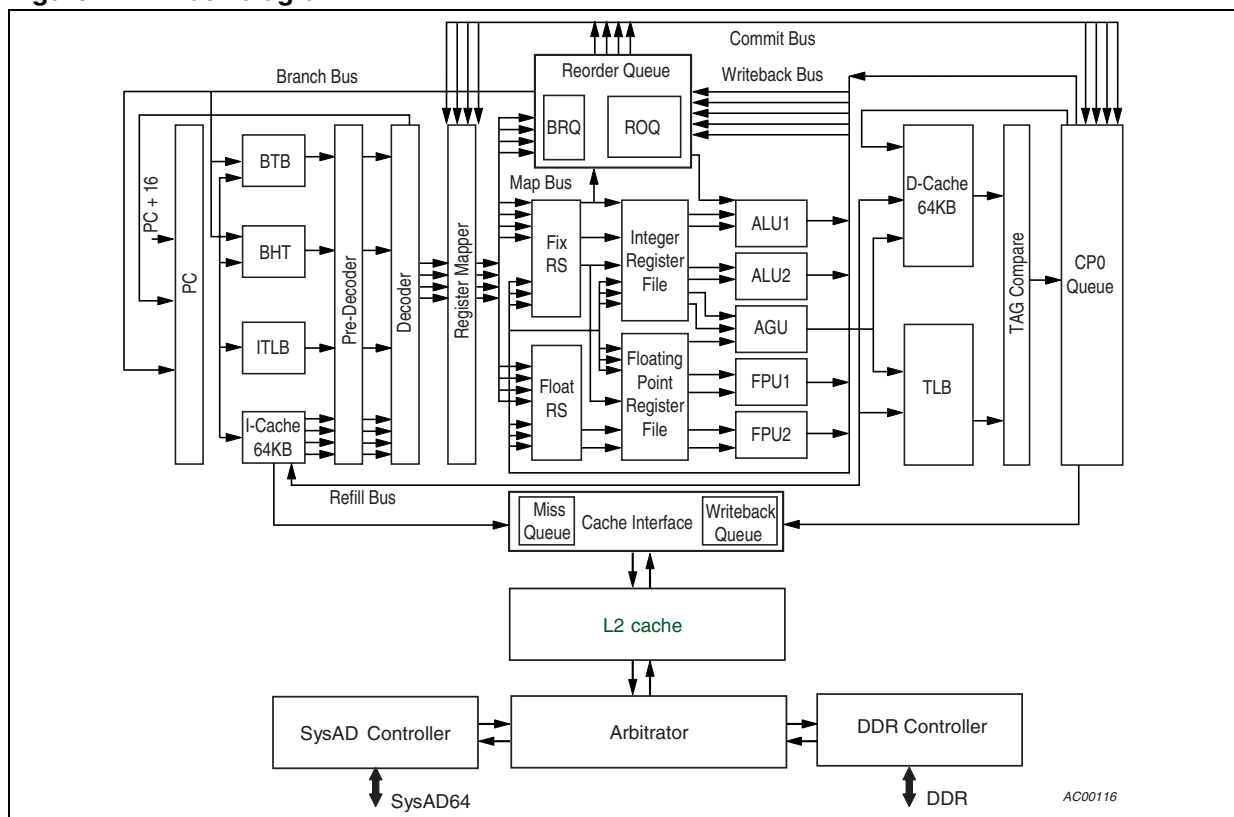 Commit Bus
Reorder Queue
Branch Bus
Writeback Bus
BRQ
ROQ
PC + 16
PC
BTB
BHT
ITLB
I-Cache
64KB
Pre-Decoder
Decoder
Register Mapper
Map Bus
Fix
RS
Float
RS
Integer
Register
File
Floating
Point
Register
File
ALU1
ALU2
AGU
FPU1
FPU2
D-Cache
64KB
TLB
TAG Compare
CP0
Queue
Refill Bus
Miss
Queue
Cache Interface
Writeback
Queue
L2 cache
SysAD Controller
Arbitrator
DDR Controller
SysAD64
DDR
AC00116